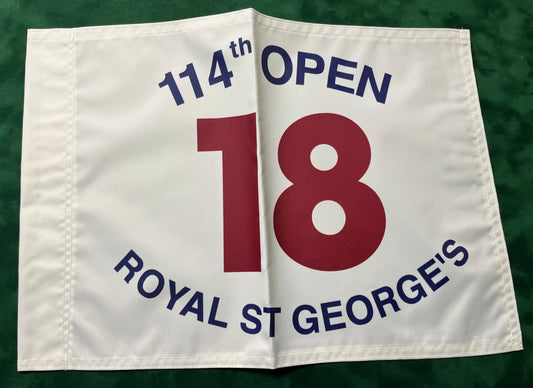 114th OPEN
18
ROYAL ST GEORGE'S